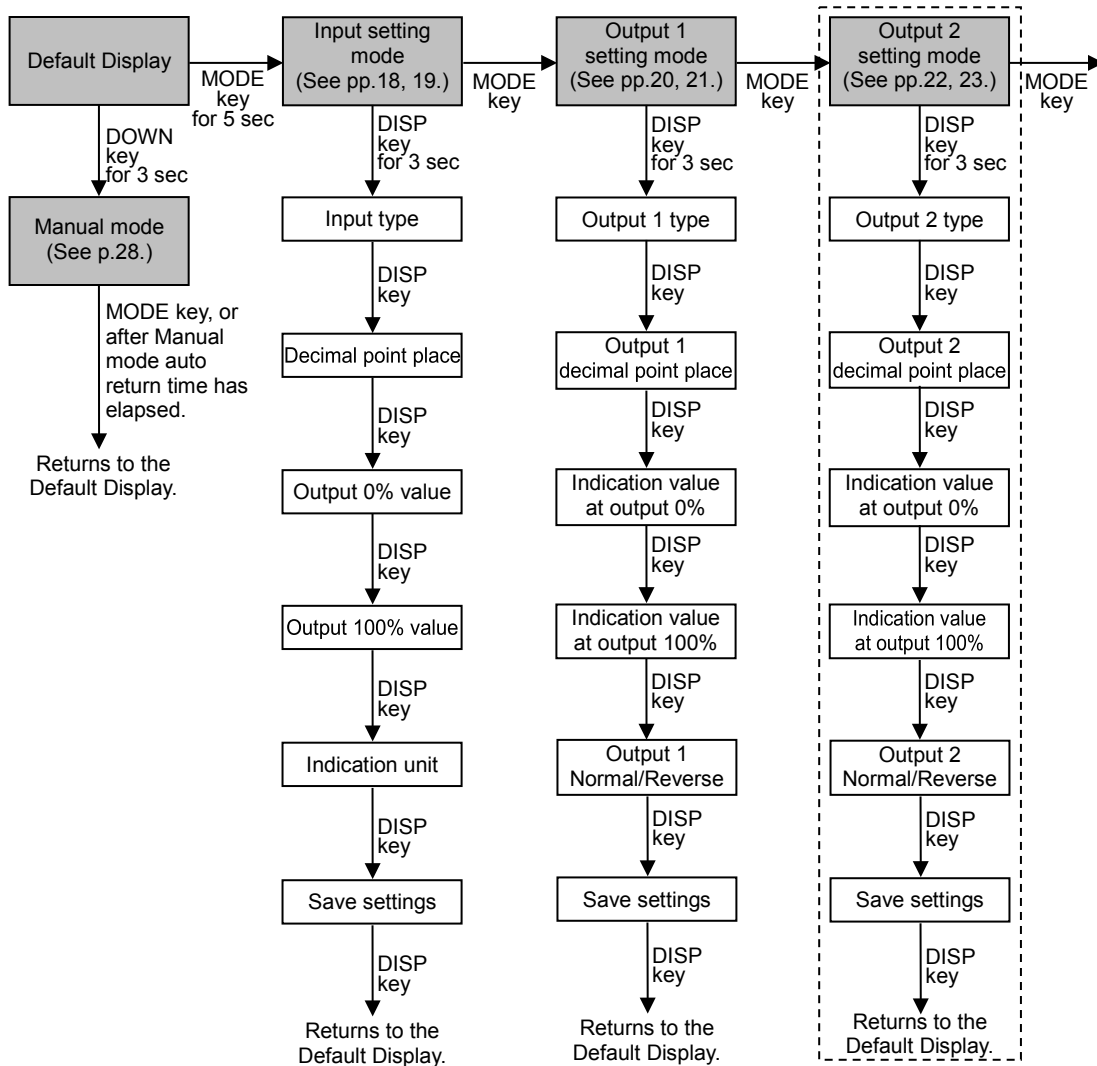 Default Display
MODE
key
for 5 sec
Input setting
mode
(See pp.18, 19.)
MODE
key
Output 1
setting mode
(See pp.20, 21.)
MODE
key
Output 2
setting mode
(See pp.22, 23.)
MODE
key
DOWN
key
for 3 sec
Manual mode
(See p.28.)
MODE key, or
after Manual
mode auto
return time has
elapsed.
Returns to the
Default Display.
DISP
key
for 3 sec
Input type
DISP
key
Decimal point place
DISP
key
Output 0% value
DISP
key
Output 100% value
DISP
key
Indication unit
DISP
key
Save settings
DISP
key
Returns to the
Default Display.
DISP
key
for 3 sec
Output 1 type
DISP
key
Output 1
decimal point place
DISP
key
Indication value
at output 0%
DISP
key
Indication value
at output 100%
DISP
key
Output 1
Normal/Reverse
DISP
key
Save settings
DISP
key
Returns to the
Default Display.
DISP
key
for 3 sec
Output 2 type
DISP
key
Output 2
decimal point place
DISP
key
Indication value
at output 0%
DISP
key
Indication value
at output 100%
DISP
key
Output 2
Normal/Reverse
DISP
key
Save settings
DISP
key
Returns to the
Default Display.